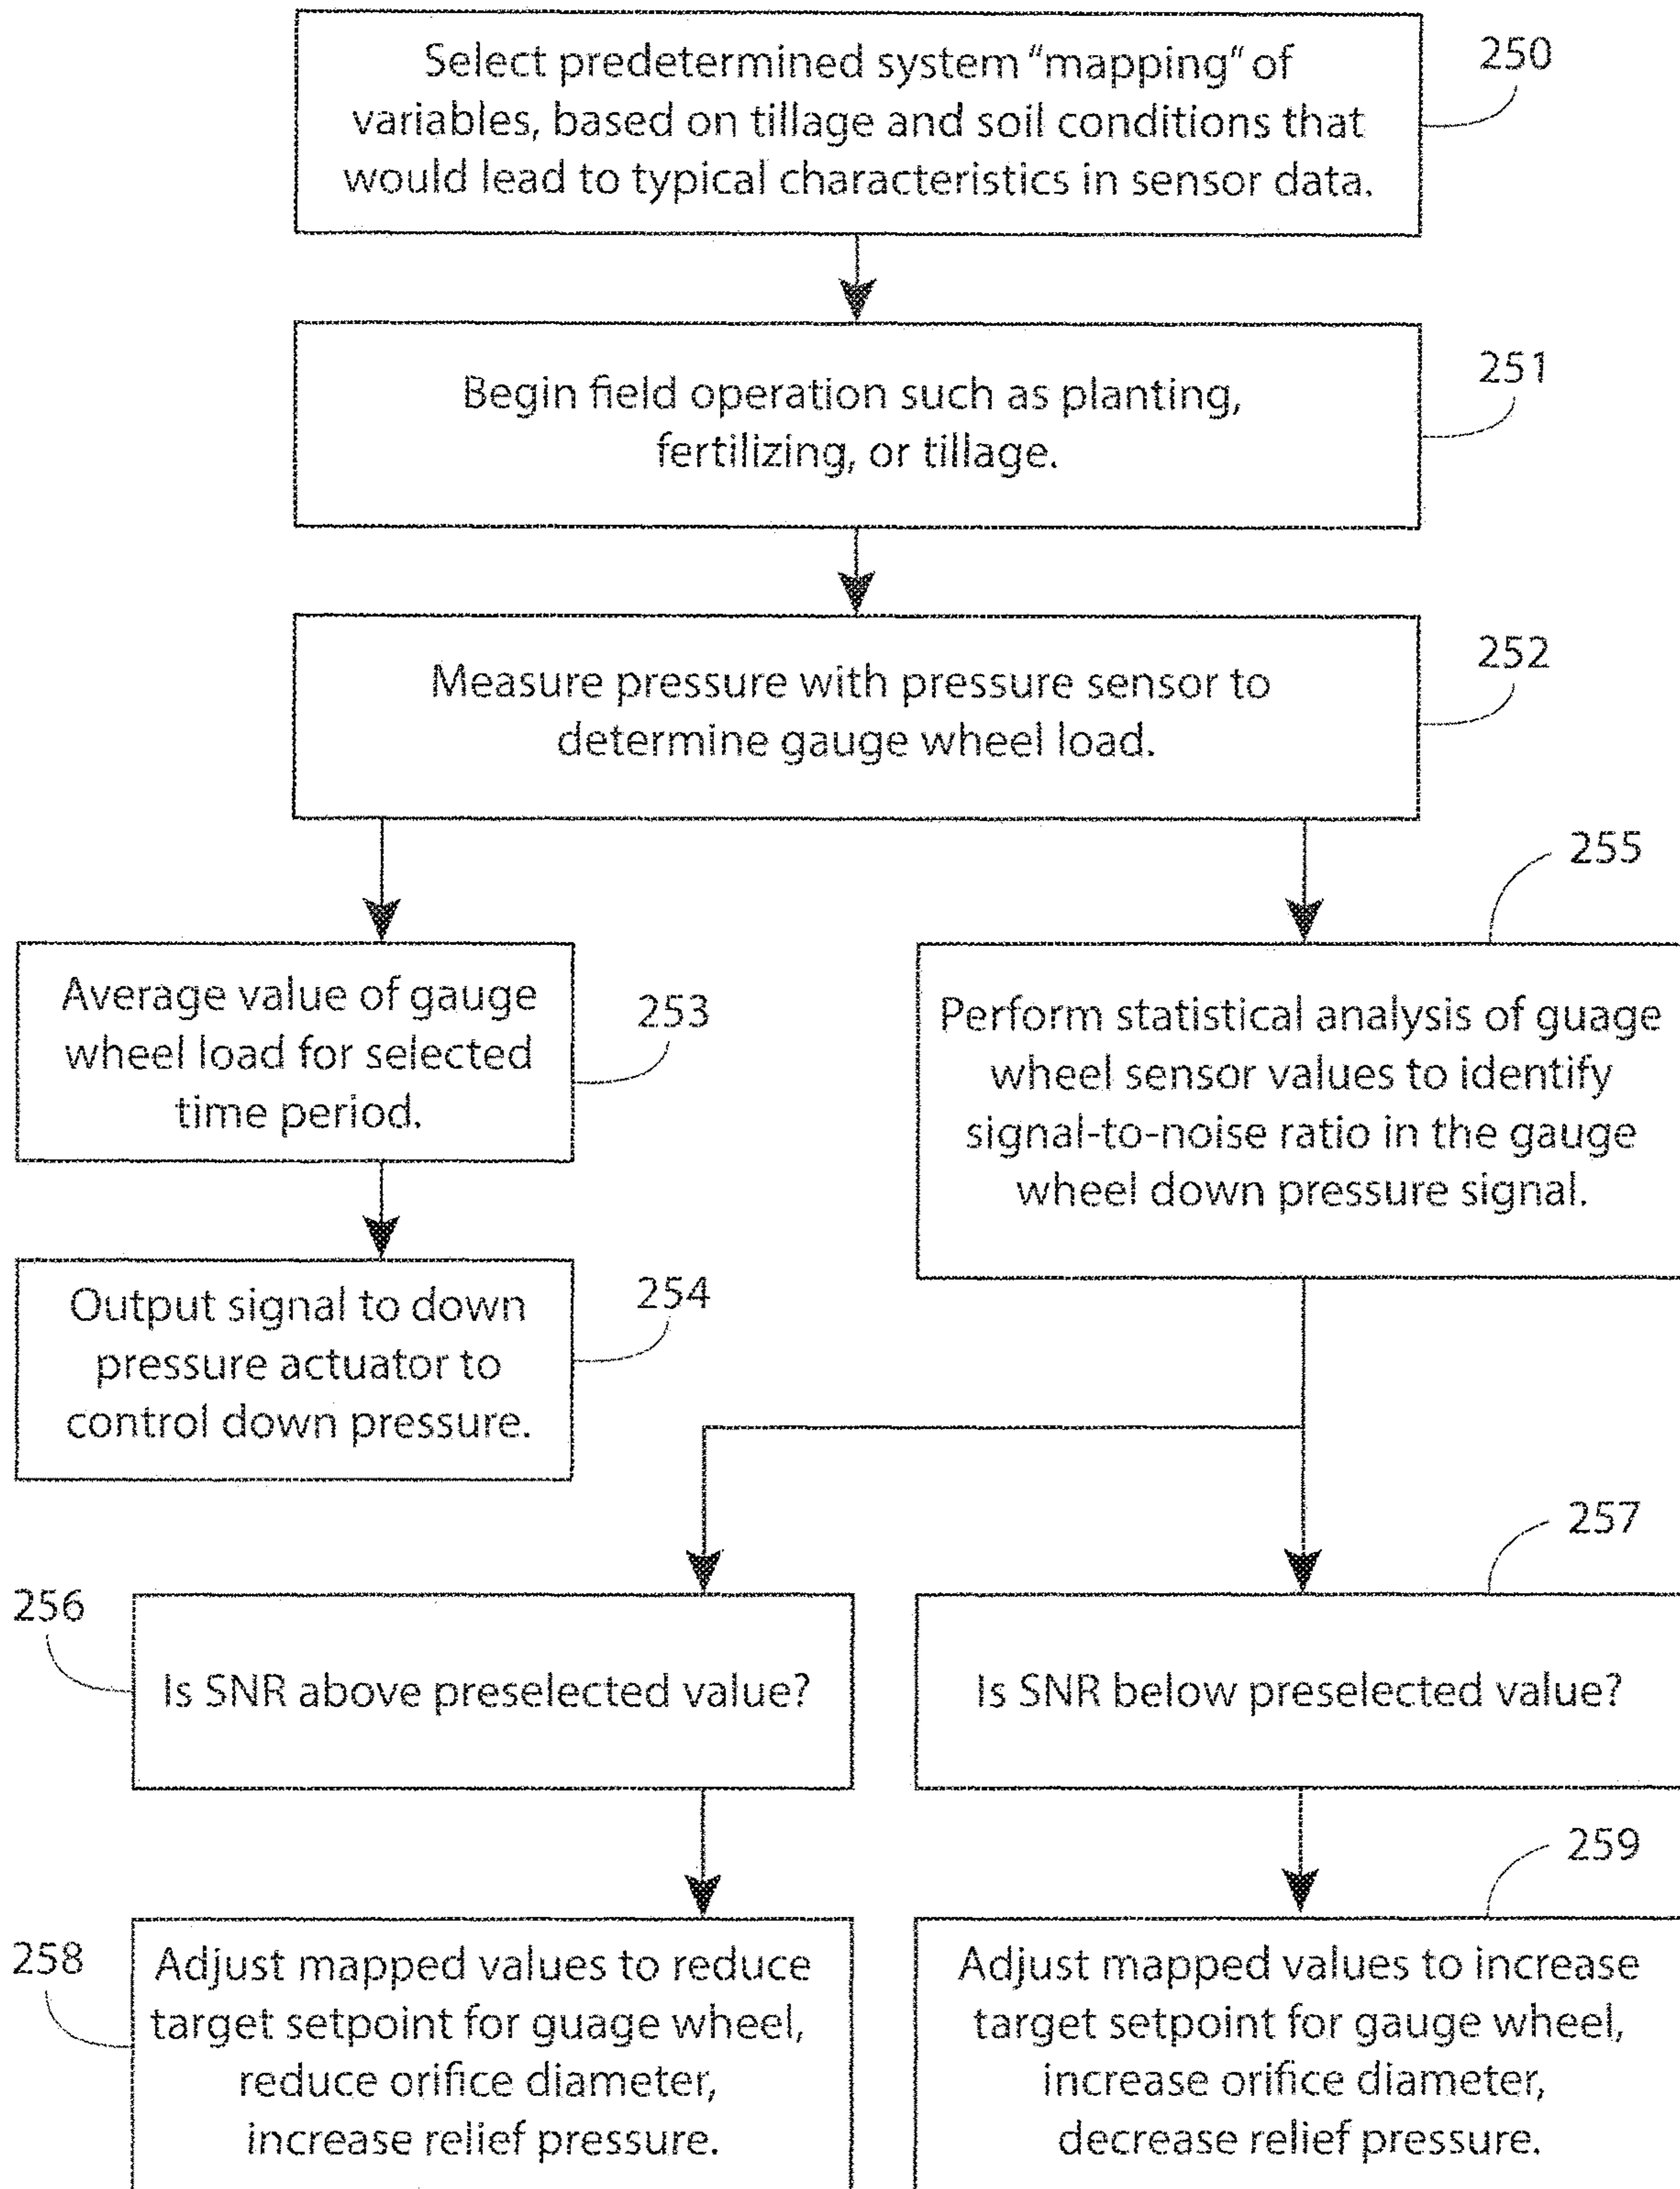 Select predetermined system “mapping“ of
variables, based on tillage and soil conditions that
would lead to typical characteristics in sensor data.
250
Begin field operation such as planting,
fertilizing, or tillage.
251
Measure pressure with pressure sensor to
determine gauge wheel load.
252
Average value of gauge
wheel load for selected
time period.
253
Output signal to down
pressure actuator to
control down pressure.
254
255
Perform statistical analysis of guage
wheel sensor values to identify
signal-to-noise ratio in the gauge
wheel down pressure signal.
256
Is SNR above preselected value?
257
Is SNR below preselected value?
258
Adjust mapped values to reduce
target setpoint for guage wheel,
reduce orifice diameter,
increase relief pressure.
259
Adjust mapped values to increase
target setpoint for gauge wheel,
increase orifice diameter,
decrease relief pressure.